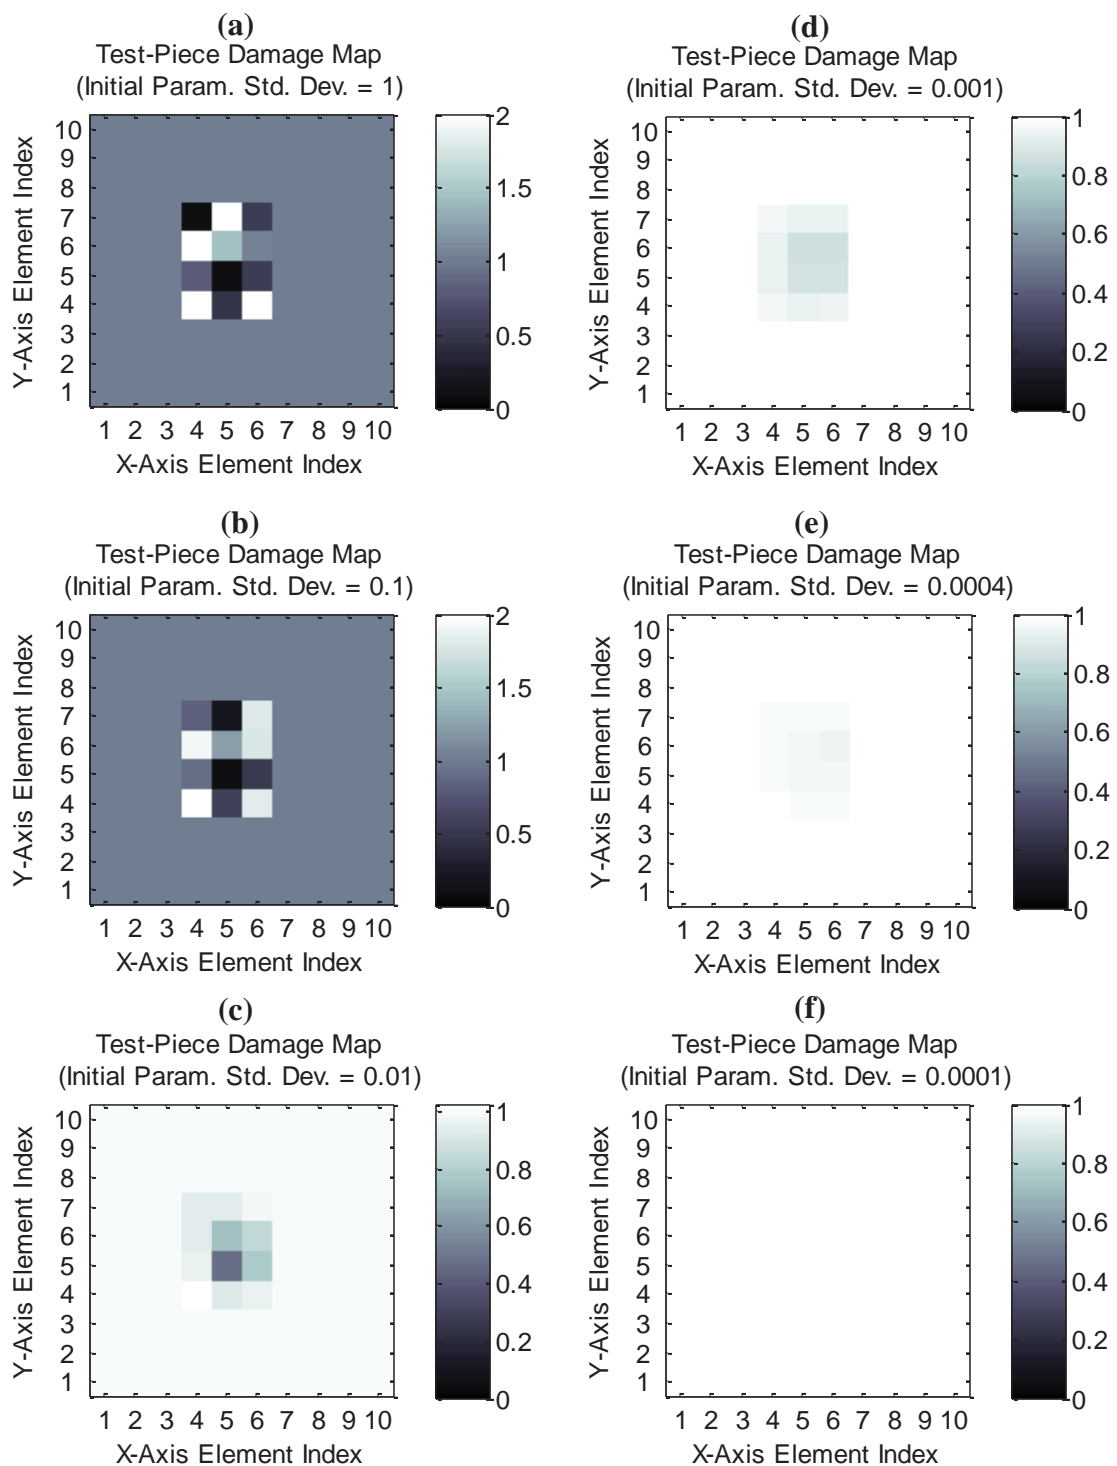 (a)
Test-Piece Damage Map
(Initial Param. Std. Dev. = 1)
10
9
8
7
6
5
4
3
2
1
Y-Axis Element Index
1 2 3 4 5 6 7 8 9 10
X-Axis Element Index
2
1.5
1
0.5
0
(d)
Test-Piece Damage Map
(Initial Param. Std. Dev. = 0.001)
10
9
8
7
6
5
4
3
2
1
Y-Axis Element Index
1 2 3 4 5 6 7 8 9 10
X-Axis Element Index
1
0.8
0.6
0.4
0.2
0
(b)
Test-Piece Damage Map
(Initial Param. Std. Dev. = 0.1)
10
9
8
7
6
5
4
3
2
1
Y-Axis Element Index
1 2 3 4 5 6 7 8 9 10
X-Axis Element Index
2
1.5
1
0.5
0
(e)
Test-Piece Damage Map
(Initial Param. Std. Dev. = 0.0004)
10
9
8
7
6
5
4
3
2
1
Y-Axis Element Index
1 2 3 4 5 6 7 8 9 10
X-Axis Element Index
1
0.8
0.6
0.4
0.2
0
(c)
Test-Piece Damage Map
(Initial Param. Std. Dev. = 0.01)
10
9
8
7
6
5
4
3
2
1
Y-Axis Element Index
1 2 3 4 5 6 7 8 9 10
X-Axis Element Index
1
0.8
0.6
0.4
0.2
0
(f)
Test-Piece Damage Map
(Initial Param. Std. Dev. = 0.0001)
10
9
8
7
6
5
4
3
2
1
Y-Axis Element Index
1 2 3 4 5 6 7 8 9 10
X-Axis Element Index
1
0.8
0.6
0.4
0.2
0